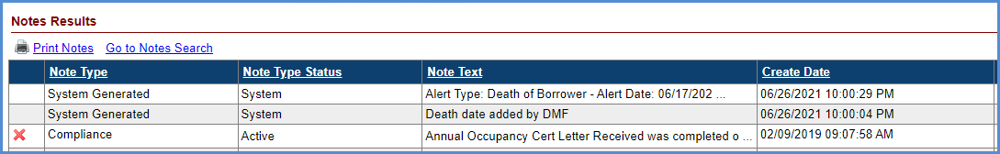 Notes Results
Print Notes Go to Notes Search
Note Type Note Type Status Note Text Create Date
System Generated System Alert Type: Death of Borrower - Alert Date: 06/17/202 ... 06/26/2021 10:00:29 PM
System Generated System Death date added by DMF 06/26/2021 10:00:04 PM
Compliance Active Annual Occupancy Cert Letter Received was completed o ... 02/09/2019 09:07:58 AM